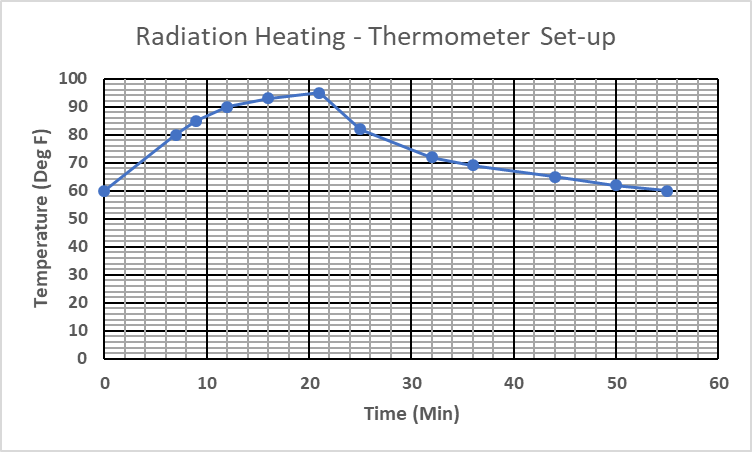 Radiation Heating - Thermometer Set-up
100
90
80
70
60
50
40
30
20
10
0
Temperature (Deg F)
0 10 20 30 40 50 60
Time (Min)